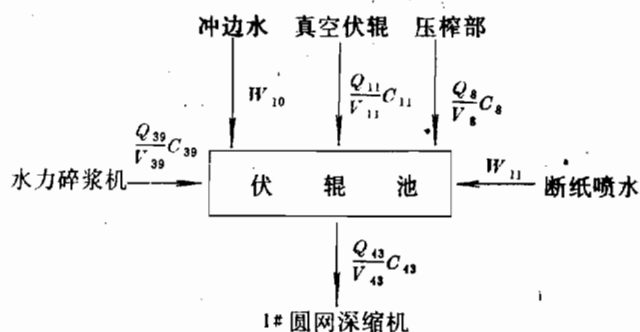 冲边水 真空伏辊 压榨部
W₁₀ Q₁₁/V₁₁ C₁₁ Q₈/V₈ C₈
Q₃₉/V₃₉ C₃₉
水力碎浆机 伏辊池 W₁₁ 断纸喷水
Q₄₃/V₄₃ C₄₃
1#圆网深缩机